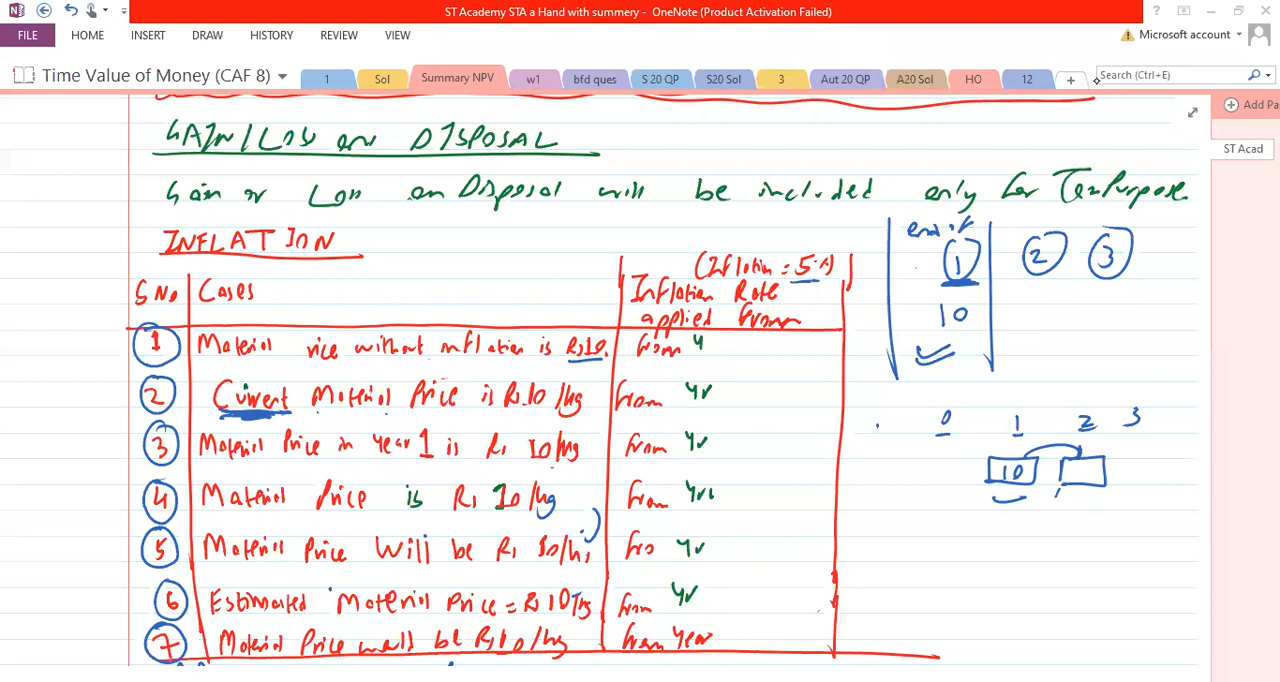 ST Academy STA a Hand with summery - OneNote (Product Activation Failed)
FILE HOME INSERT DRAW HISTORY REVIEW VIEW Microsoft account
Time Value of Money (CAF 8) 1 Sol Summary NPV w1 bfd ques S 20 QP S20 Sol 3 Aut 20 QP A20 Sol HO 12 Search (Ctrl+E)
Add Pa
ST Acad
GAIN/LOSS on DISPOSAL
Gain or Loss on Disposal will be included only for Tax Purpose
INFLATION
end of
1 2 3
10
(Inflation = 5%)
S No Cases Inflation Rate
applied from
1 Material rice without inflation is Rs10. from Y
2 Current Material Price is Rs.10/kg from Yr
3 Material Price in year 1 is Rs 10/kg from Yr
4 Material Price is Rs 10/kg from Yr
5 Material Price will be Rs 10/ fro Yr
6 Estimated Material Price = Rs 10/kg from Yr
7 Material Price would be Rs10/kg from Year
0 1 2 3
10